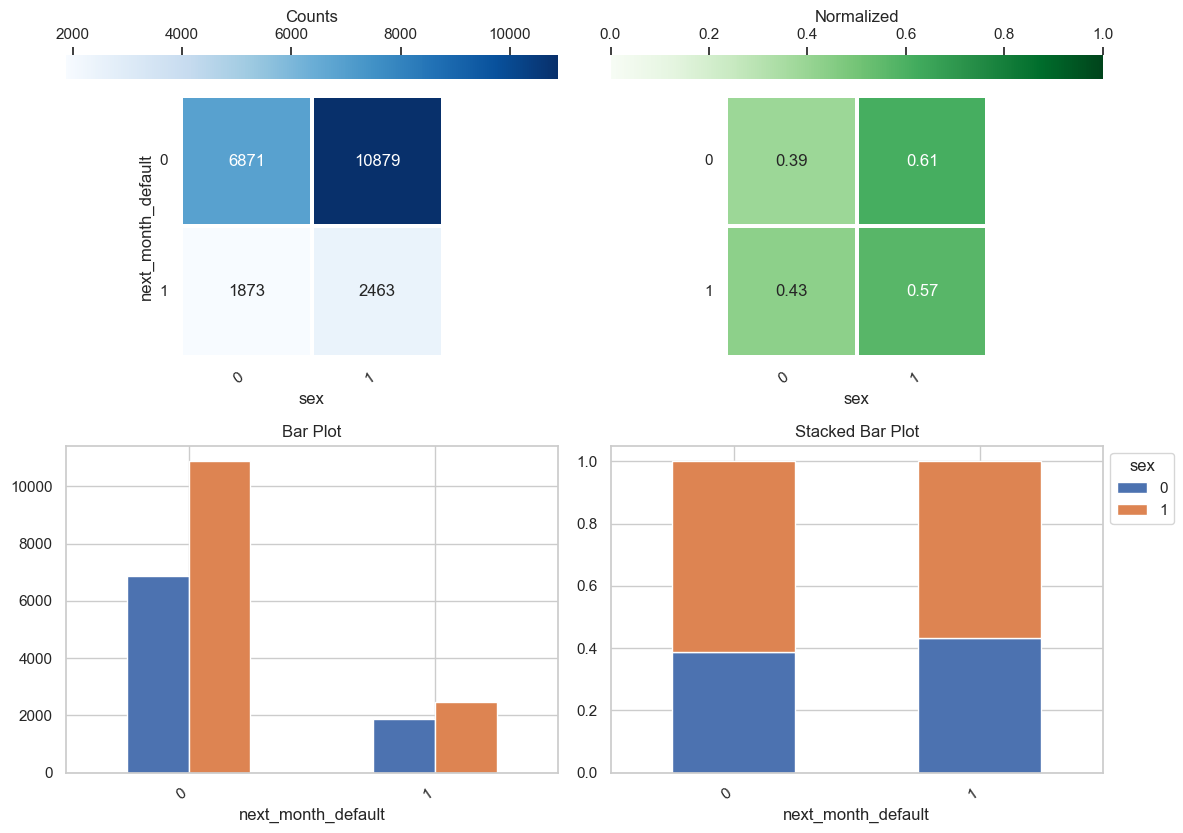 Counts
2000 4000 6000 8000 10000
next_month_default
0 6871 10879
1 1873 2463
0 1
sex
Normalized
0.0 0.2 0.4 0.6 0.8 1.0
0 0.39 0.61
1 0.43 0.57
0 1
sex
Bar Plot
10000
8000
6000
4000
2000
0
0 1
next_month_default
Stacked Bar Plot
1.0
0.8
0.6
0.4
0.2
0.0
0 1
next_month_default
sex
0
1